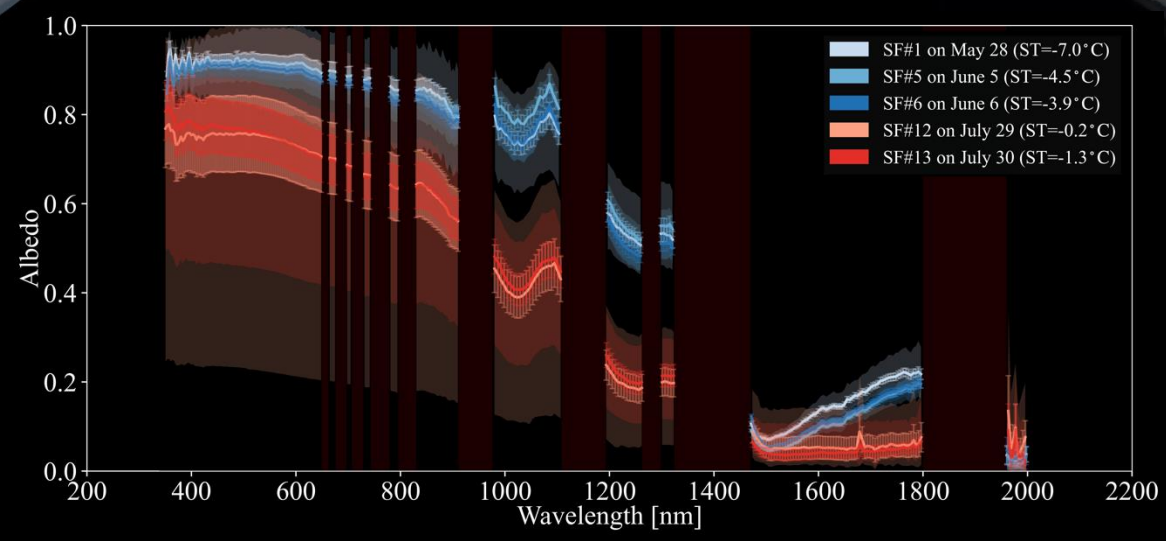 1.0
0.8
0.6
0.4
0.2
0.0
Albedo
SF#1 on May 28 (ST=-7.0˚C)
SF#5 on June 5 (ST=-4.5˚C)
SF#6 on June 6 (ST=-3.9˚C)
SF#12 on July 29 (ST=-0.2˚C)
SF#13 on July 30 (ST=-1.3˚C)
200 400 600 800 1000 1200 1400 1600 1800 2000 2200
Wavelength [nm]